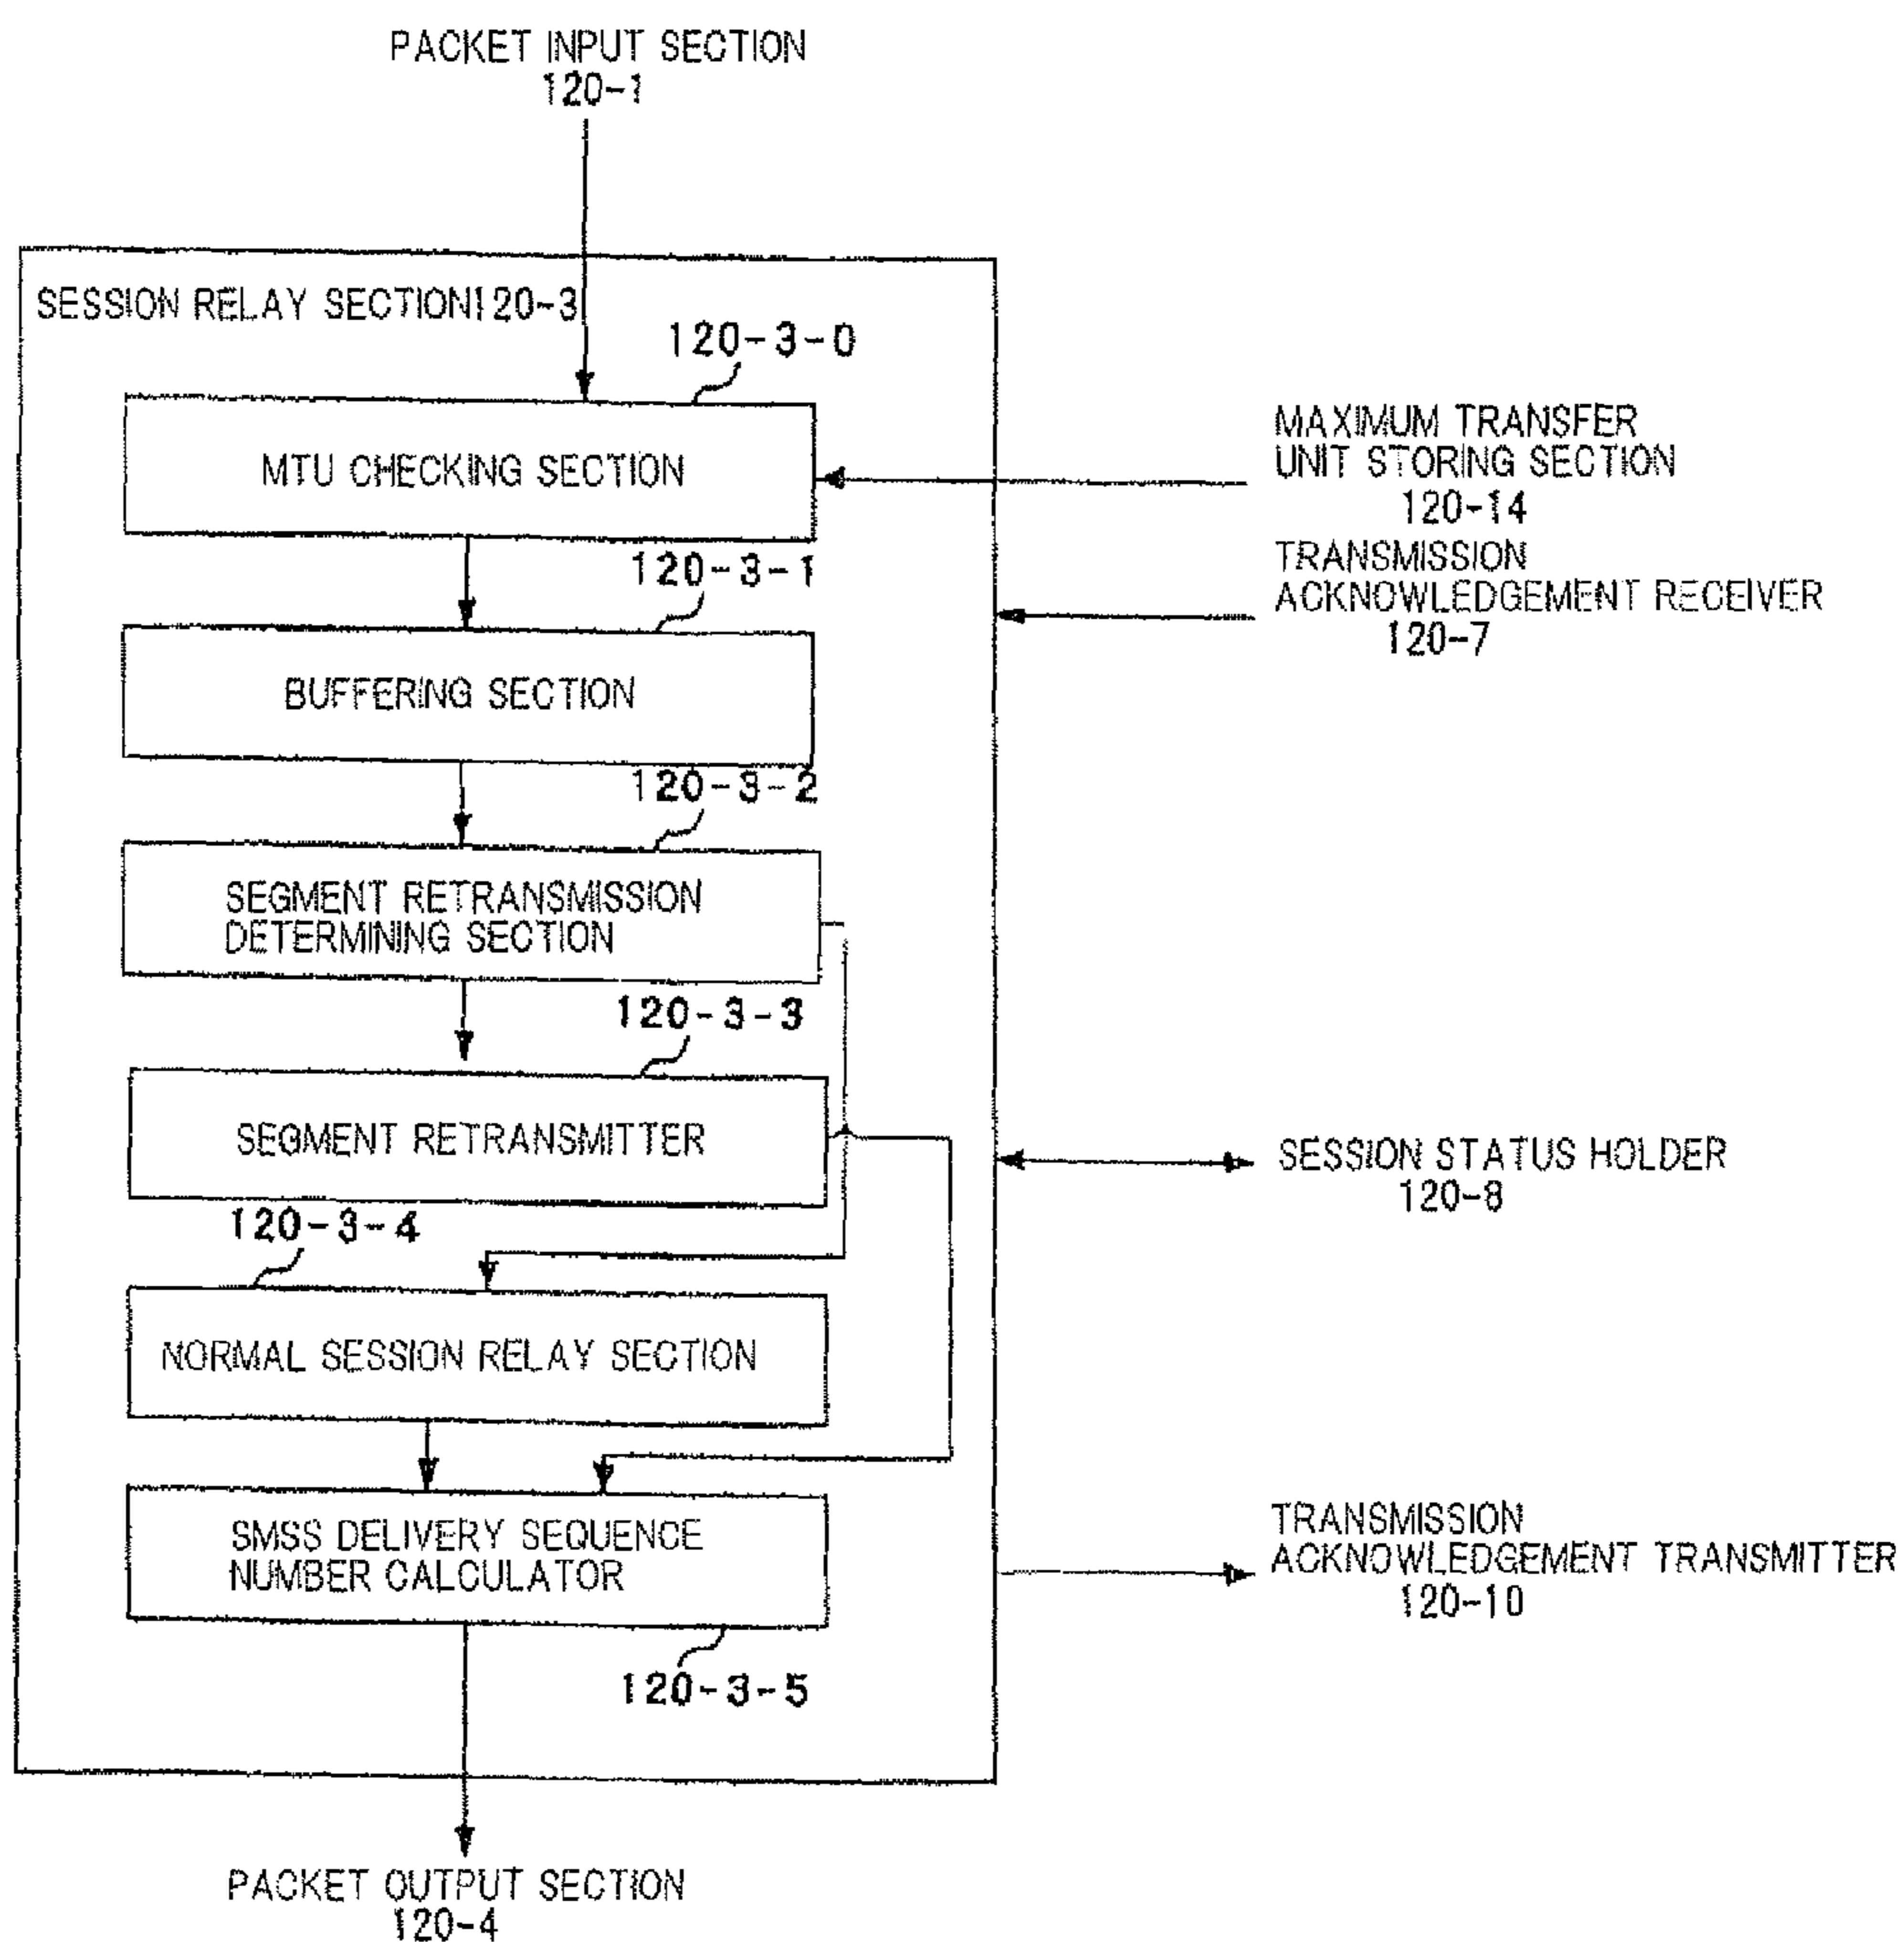 PACKET INPUT SECTION
120-1
SESSION RELAY SECTION120-3
120-3-0
MTU CHECKING SECTION
MAXIMUM TRANSFER
UNIT STORING SECTION
120-14
120-3-1
TRANSMISSION
ACKNOWLEDGEMENT RECEIVER
120-7
BUFFERING SECTION
120-3-2
SEGMENT RETRANSMISSION
DETERMINING SECTION
120-3-3
SEGMENT RETRANSMITTER
SESSION STATUS HOLDER
120-8
120-3-4
NORMAL SESSION RELAY SECTION
SMSS DELIVERY SEQUENCE
NUMBER CALCULATOR
TRANSMISSION
ACKNOWLEDGEMENT TRANSMITTER
120-10
120-3-5
PACKET OUTPUT SECTION
120-4